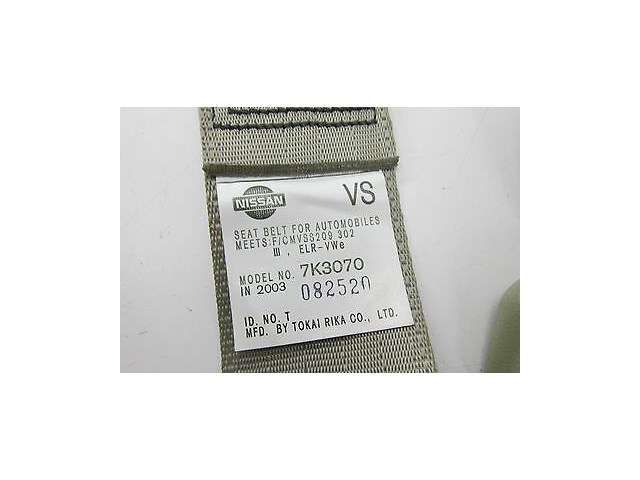 NISSAN VS
SEAT BELT FOR AUTOMOBILES
MEETS:F/CMVSS209 302
III , ELR-VWe
MODEL NO. 7K3070
IN 2003 082520
ID. NO. T
MFD. BY TOKAI RIKA CO., LTD.